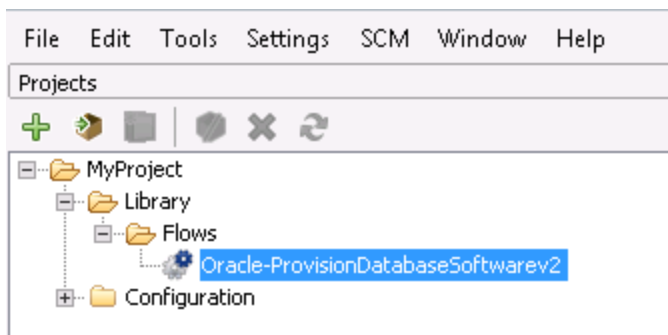 File Edit Tools Settings SCM Window Help
Projects
MyProject
Library
Flows
Oracle-ProvisionDatabaseSoftwarev2
Configuration